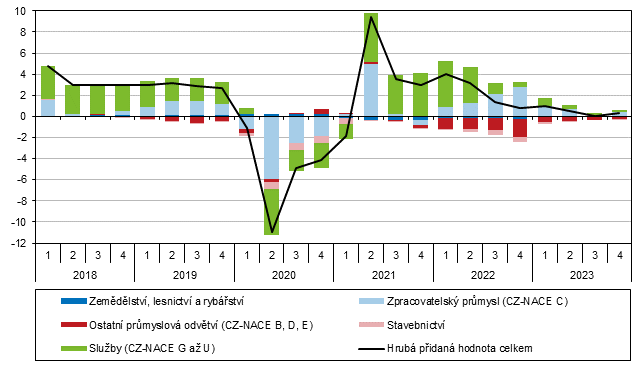 10
8
6
4
2
0
-2
-4
-6
-8
-10
-12
1 2 3 4 1 2 3 4 1 2 3 4 1 2 3 4 1 2 3 4 1 2 3 4
2018 2019 2020 2021 2022 2023
Zemědělství, lesnictví a rybářství Zpracovatelský průmysl (CZ-NACE C)
Ostatní průmyslová odvětví (CZ-NACE B, D, E) Stavebnictví
Služby (CZ-NACE G až U) Hrubá přidaná hodnota celkem